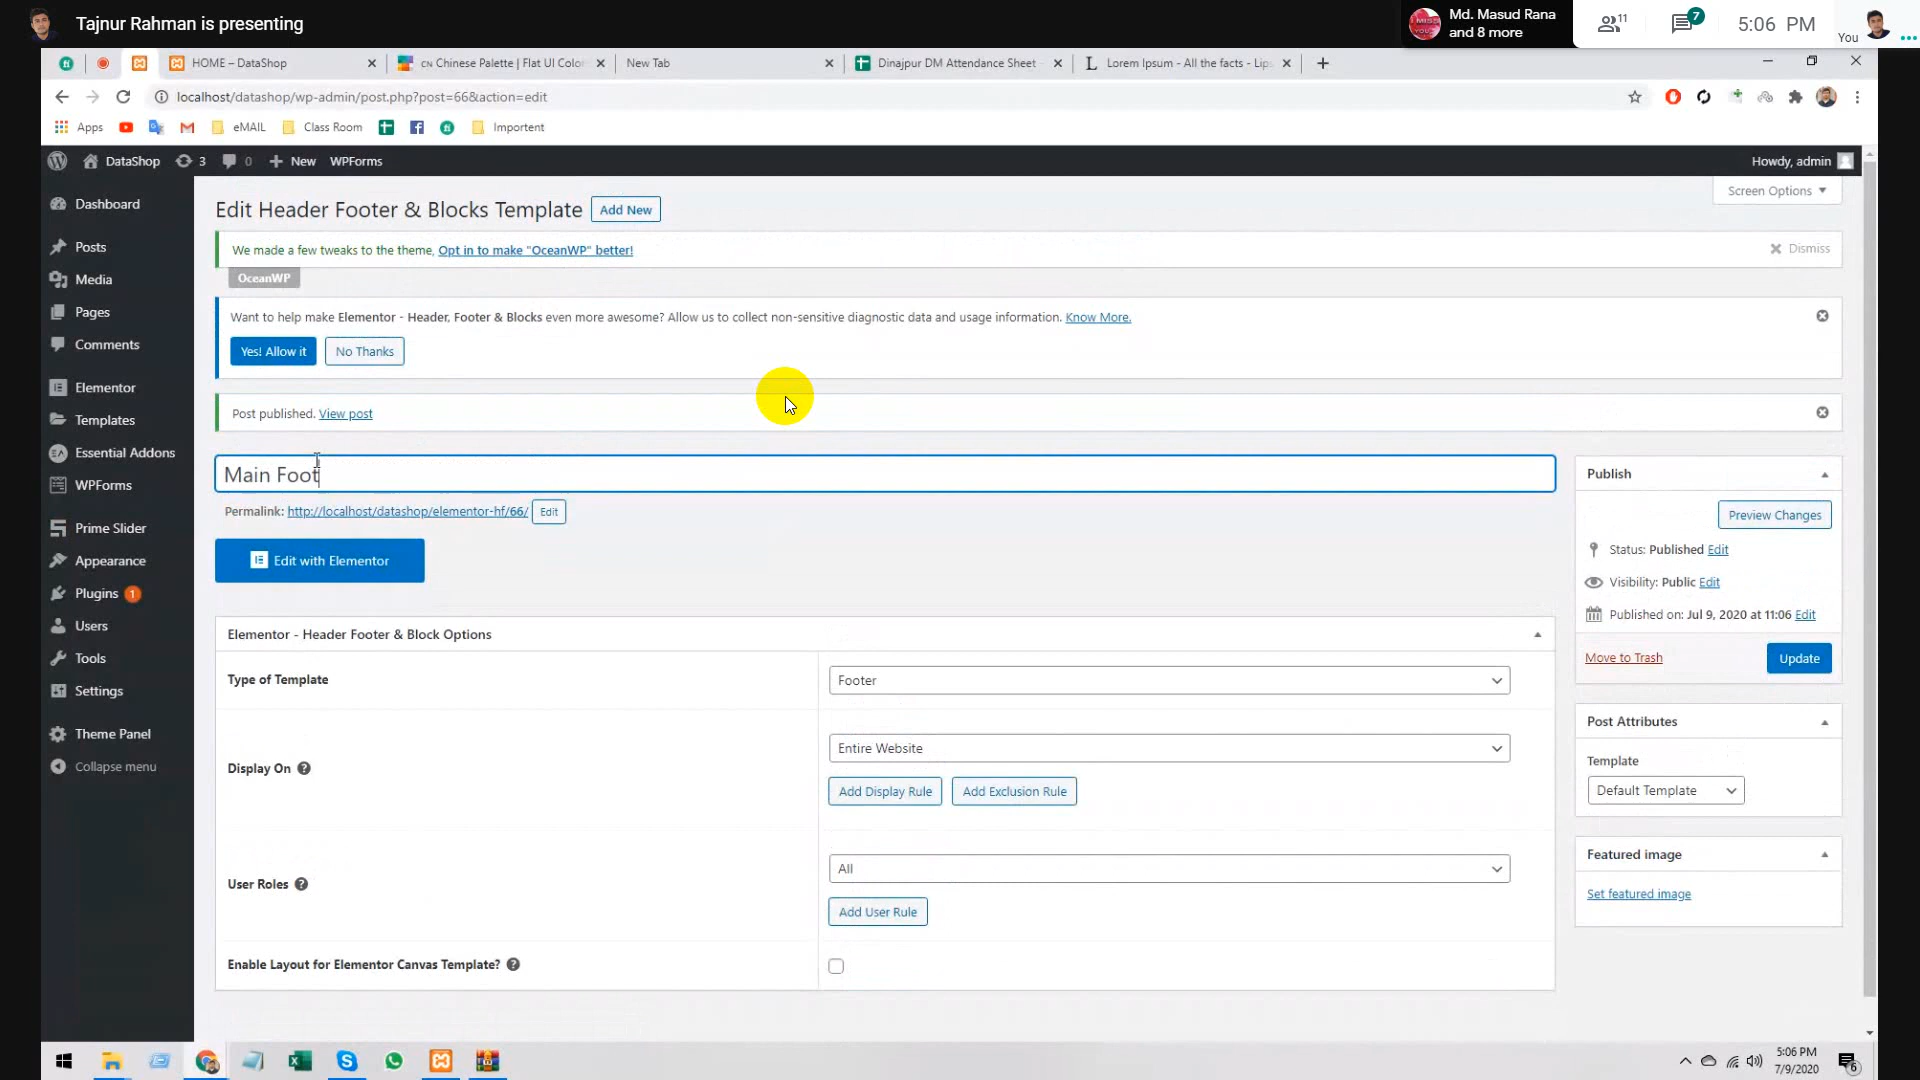 Tajnur Rahman is presenting
Md. Masud Rana
and 8 more
11
7
5:06 PM
You
HOME – DataShop
CN Chinese Palette | Flat UI Color
New Tab
Dinajpur DM Attendance Sheet
Lorem Ipsum - All the facts - Lips
localhost/datashop/wp-admin/post.php?post=66&action=edit
Apps
eMAIL
Class Room
Importent
DataShop
3
0
New
WPForms
Howdy, admin
Dashboard
Posts
Media
Pages
Comments
Elementor
Templates
Essential Addons
WPForms
Prime Slider
Appearance
Plugins 1
Users
Tools
Settings
Theme Panel
Collapse menu
Screen Options
Edit Header Footer & Blocks Template
Add New
We made a few tweaks to the theme, Opt in to make "OceanWP" better!
Dismiss
OceanWP
Want to help make Elementor - Header, Footer & Blocks even more awesome? Allow us to collect non-sensitive diagnostic data and usage information. Know More.
Yes! Allow it
No Thanks
Post published. View post
Main Foot
Permalink: http://localhost/datashop/elementor-hf/66/
Edit
Edit with Elementor
Elementor - Header Footer & Block Options
Type of Template
Footer
Display On
Entire Website
Add Display Rule
Add Exclusion Rule
User Roles
All
Add User Rule
Enable Layout for Elementor Canvas Template?
Publish
Preview Changes
Status: Published Edit
Visibility: Public Edit
Published on: Jul 9, 2020 at 11:06 Edit
Move to Trash
Update
Post Attributes
Template
Default Template
Featured image
Set featured image
5:06 PM
7/9/2020
6